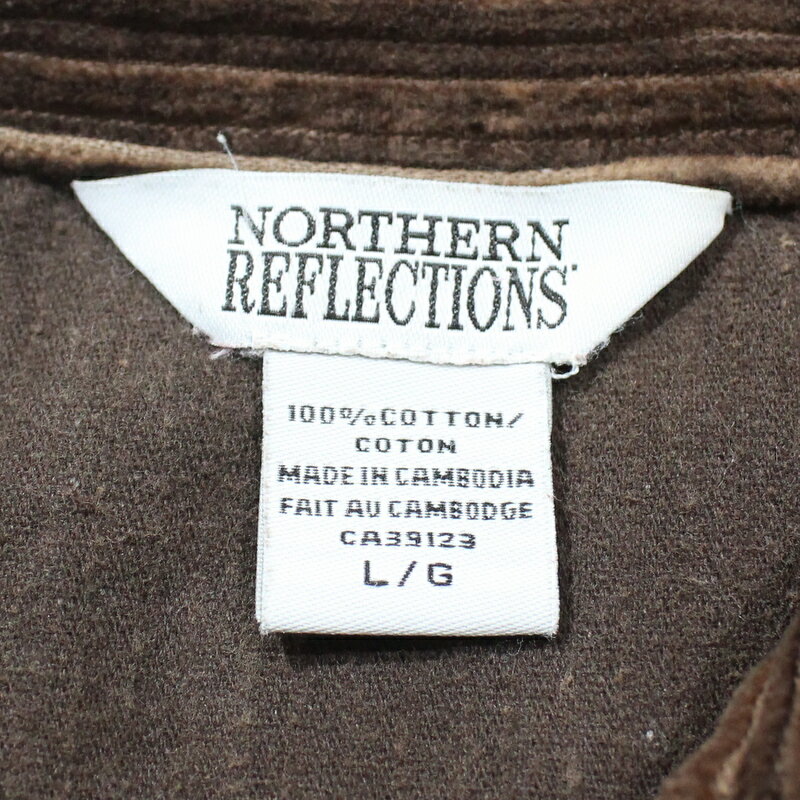 NORTHERN
REFLECTIONS
100%COTTON/
COTON
MADE IN CAMBODIA
FAIT AU CAMBODGE
CA39123
L/G